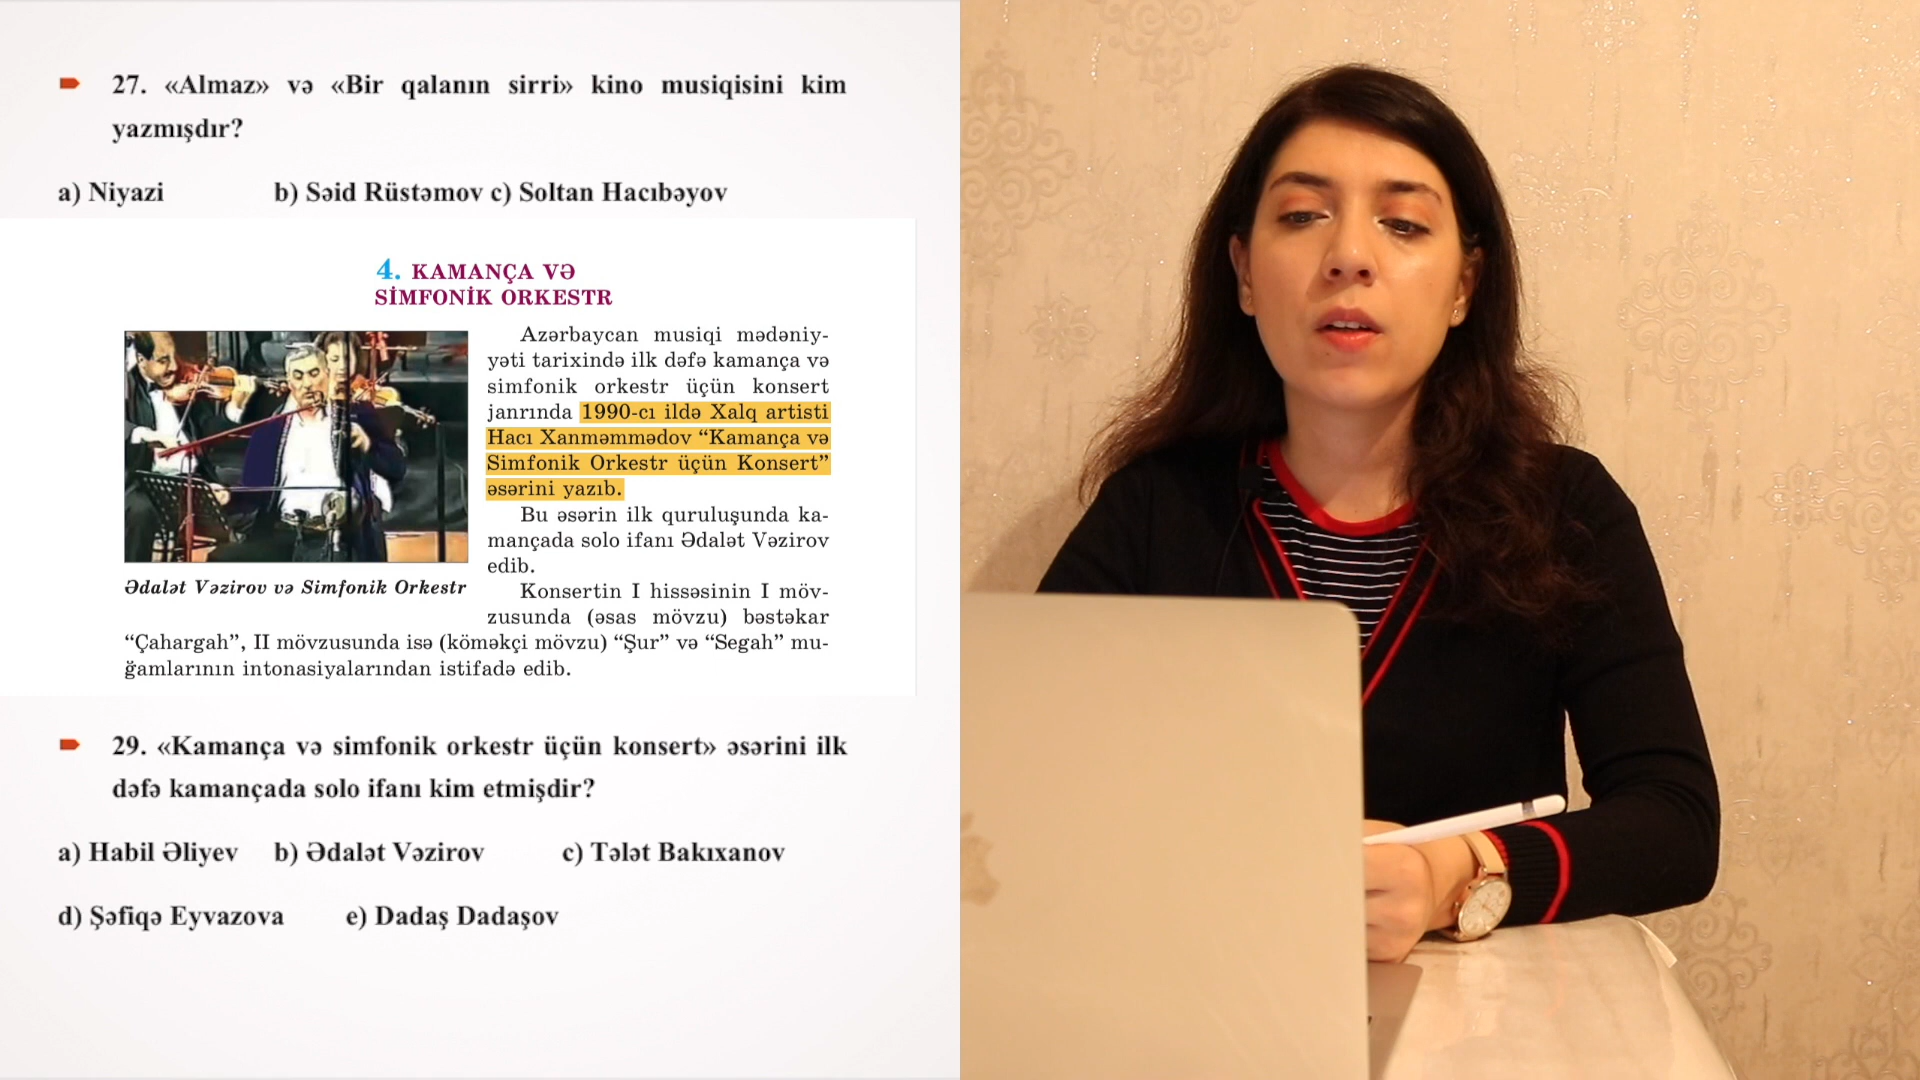 27. «Almaz» və «Bir qalanın sirri» kino musiqisini kim
yazmışdır?
a) Niyazi b) Səid Rüstəmov c) Soltan Hacıbəyov
4. KAMANÇA VƏ
SİMFONİK ORKESTR
Azərbaycan musiqi mədəniy-
yəti tarixində ilk dəfə kamança və
simfonik orkestr üçün konsert
janrında 1990-cı ildə Xalq artisti
Hacı Xanməmmədov “Kamança və
Simfonik Orkestr üçün Konsert”
əsərini yazıb.
Bu əsərin ilk quruluşunda ka-
mançada solo ifanı Ədalət Vəzirov
edib.
Ədalət Vəzirov və Simfonik Orkestr
Konsertin I hissəsinin I möv-
zusunda (əsas mövzu) bəstəkar
“Çahargah”, II mövzusunda isə (köməkçi mövzu) “Şur” və “Segah” mu-
ğamlarının intonasiyalarından istifadə edib.
29. «Kamança və simfonik orkestr üçün konsert» əsərini ilk
dəfə kamançada solo ifanı kim etmişdir?
a) Habil Əliyev b) Ədalət Vəzirov c) Tələt Bakıxanov
d) Şəfiqə Eyvazova e) Dadaş Dadaşov